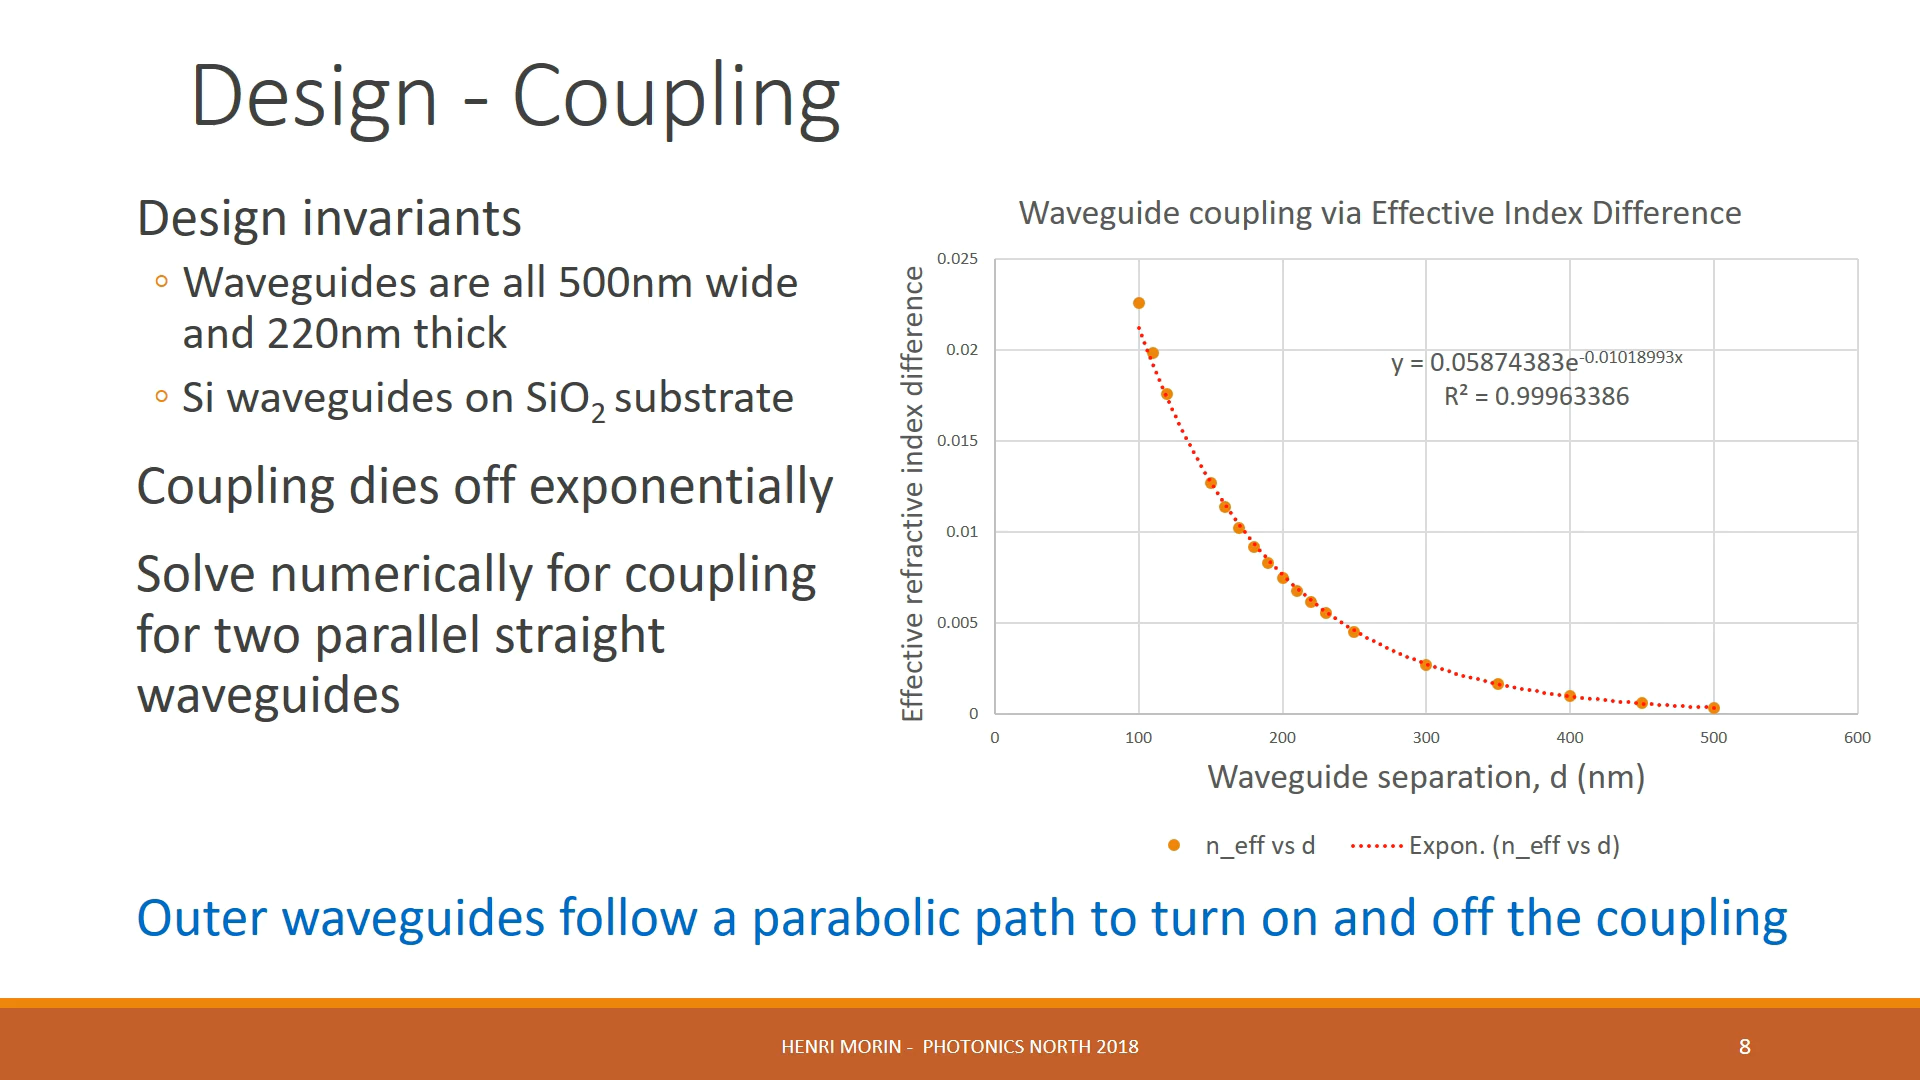 Design - Coupling
Design invariants
◦ Waveguides are all 500nm wide
and 220nm thick
◦ Si waveguides on SiO₂ substrate
Coupling dies off exponentially
Solve numerically for coupling
for two parallel straight
waveguides
Waveguide coupling via Effective Index Difference
Effective refractive index difference
0.025
0.02
0.015
0.01
0.005
0
y = 0.05874383e^-0.01018993x
R² = 0.99963386
0 100 200 300 400 500 600
Waveguide separation, d (nm)
n_eff vs d Expon. (n_eff vs d)
Outer waveguides follow a parabolic path to turn on and off the coupling
HENRI MORIN - PHOTONICS NORTH 2018 8